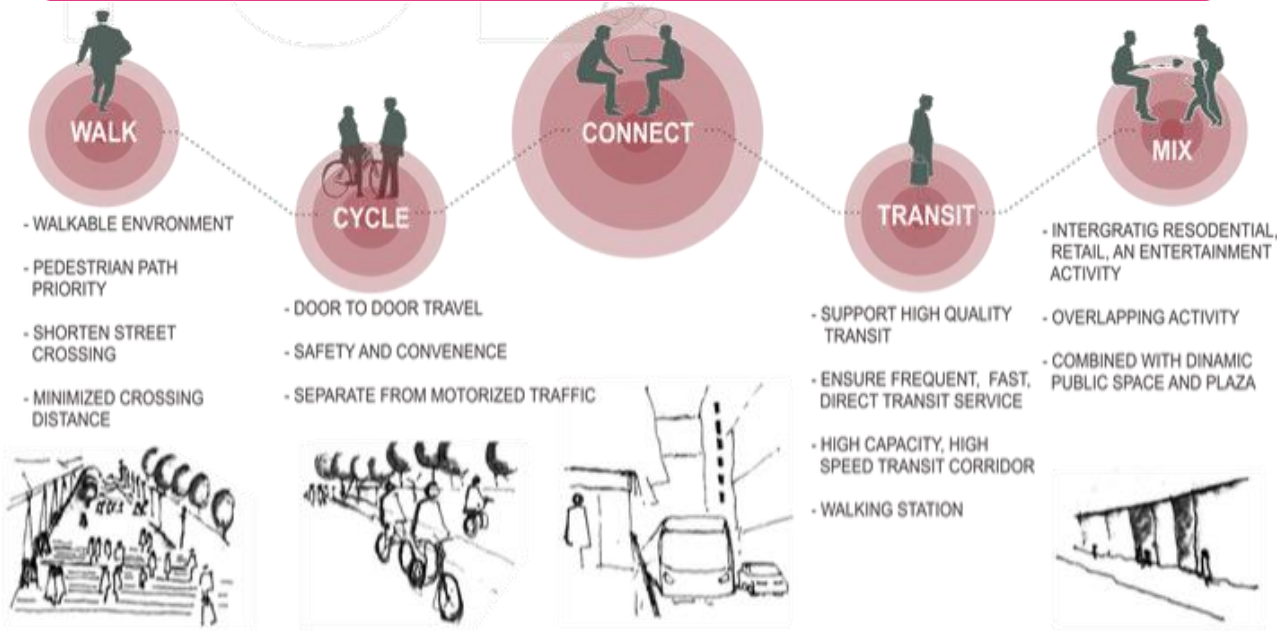 WALK
- WALKABLE ENVRONMENT
- PEDESTRIAN PATH
PRIORITY
- SHORTEN STREET
CROSSING
- MINIMIZED CROSSING
DISTANCE
CYCLE
- DOOR TO DOOR TRAVEL
- SAFETY AND CONVENENCE
- SEPARATE FROM MOTORIZED TRAFFIC
CONNECT
TRANSIT
- SUPPORT HIGH QUALITY
TRANSIT
- ENSURE FREQUENT, FAST,
DIRECT TRANSIT SERVICE
- HIGH CAPACITY, HIGH
SPEED TRANSIT CORRIDOR
- WALKING STATION
MIX
- INTERGRATIG RESODENTIAL,
RETAIL, AN ENTERTAINMENT
ACTIVITY
- OVERLAPPING ACTIVITY
- COMBINED WITH DINAMIC
PUBLIC SPACE AND PLAZA